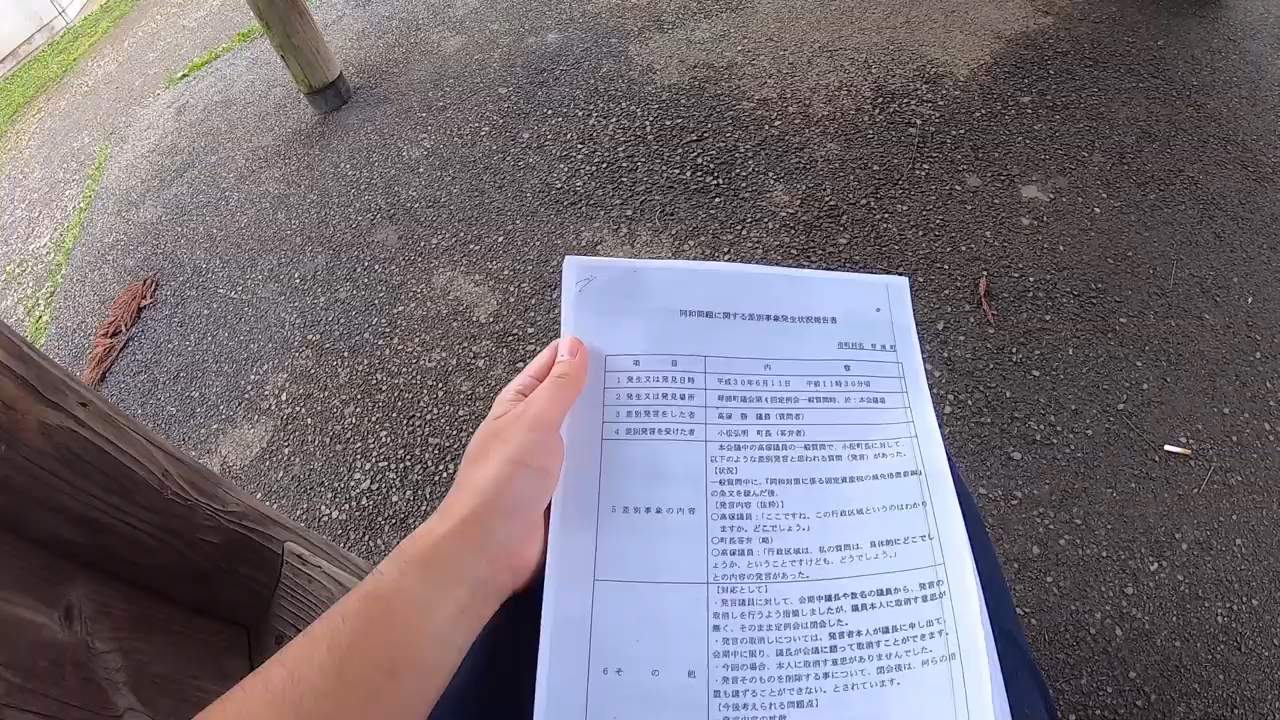 同和問題に関する差別事象発生状況報告書
市町村名 琴浦町
項 目 内 容
1 発生又は発見日時 平成30年6月11日 午前11時30分頃
2 発生又は発見場所 琴浦町議会第4回定例会一般質問時、於：本会議場
3 差別発言をした者 高塚 勝 議員（質問者）
4 差別発言を受けた者 小松弘明 町長（答弁者）
5 差別事象の内容
本会議中の高塚議員の一般質問で、小松町長に対して、
以下のような差別発言と思われる質問（発言）があった。
【状況】
一般質問中に、『同和対策に係る固定資産税の減免措置要綱』
の条文を読んだ後、
【発言内容（抜粋）】
○高塚議員：「ここですね。この行政区域というのはわかり
ますか。どこでしょう。」
○町長答弁（略）
○高塚議員：「行政区域は、私の質問は、具体的にどこでし
ょうか、ということですけども、どうでしょう。」
との内容の発言があった。
6 その他
【対応として】
・発言議員に対して、会期中議長や数名の議員から、発言の
取消しを行うよう指摘しましたが、議員本人に取消す意思が
無く、そのまま定例会は閉会した。
・発言の取消しについては、発言者本人が議長に申し出て、
会期中に限り、議長が会議に諮って取消すことができます。
・今回の場合、本人に取消す意思がありませんでした。
・発言そのものを削除する事について、閉会後は、何らの措
置も講ずることができない。とされています。
【今後考えられる問題点】
・発言内容の拡散